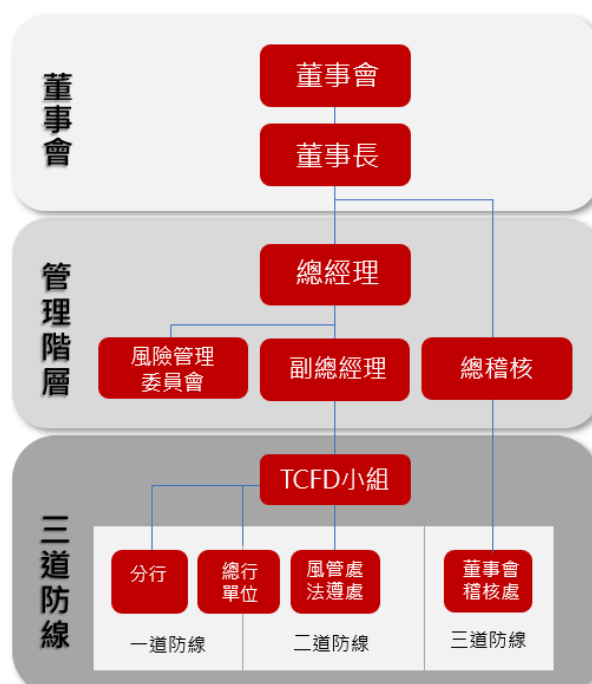 董事會
董事會
董事長
管理階層
總經理
風險管理
委員會
副總經理
總稽核
三道防線
TCFD小組
分行
總行
單位
風管處
法遵處
董事會
稽核處
一道防線
二道防線
三道防線